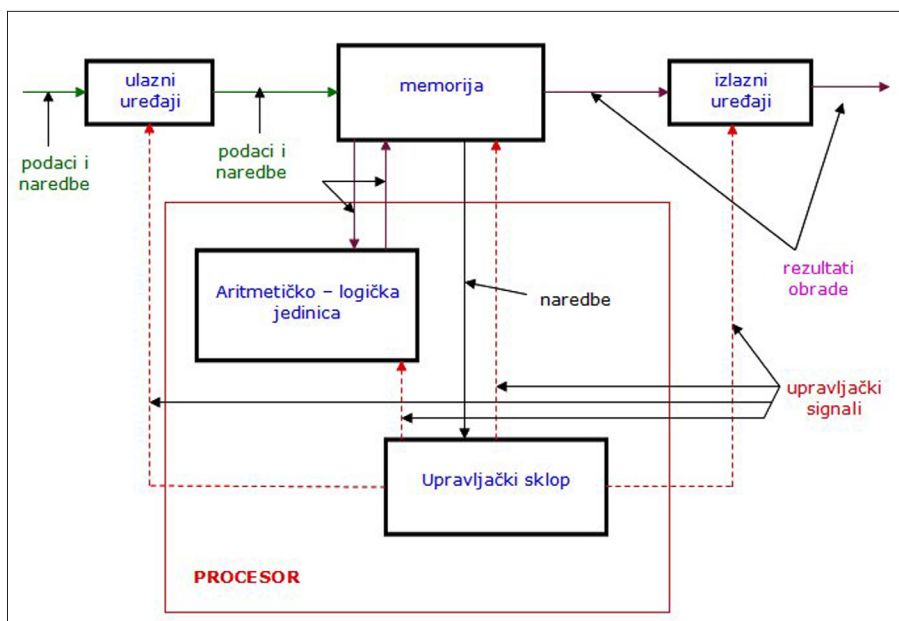 ulazni
uređaji
memorija
izlazni
uređaji
podaci i
naredbe
podaci i
naredbe
Aritmetičko – logička
jedinica
naredbe
rezultati
obrade
upravljački
signali
Upravljački sklop
PROCESOR